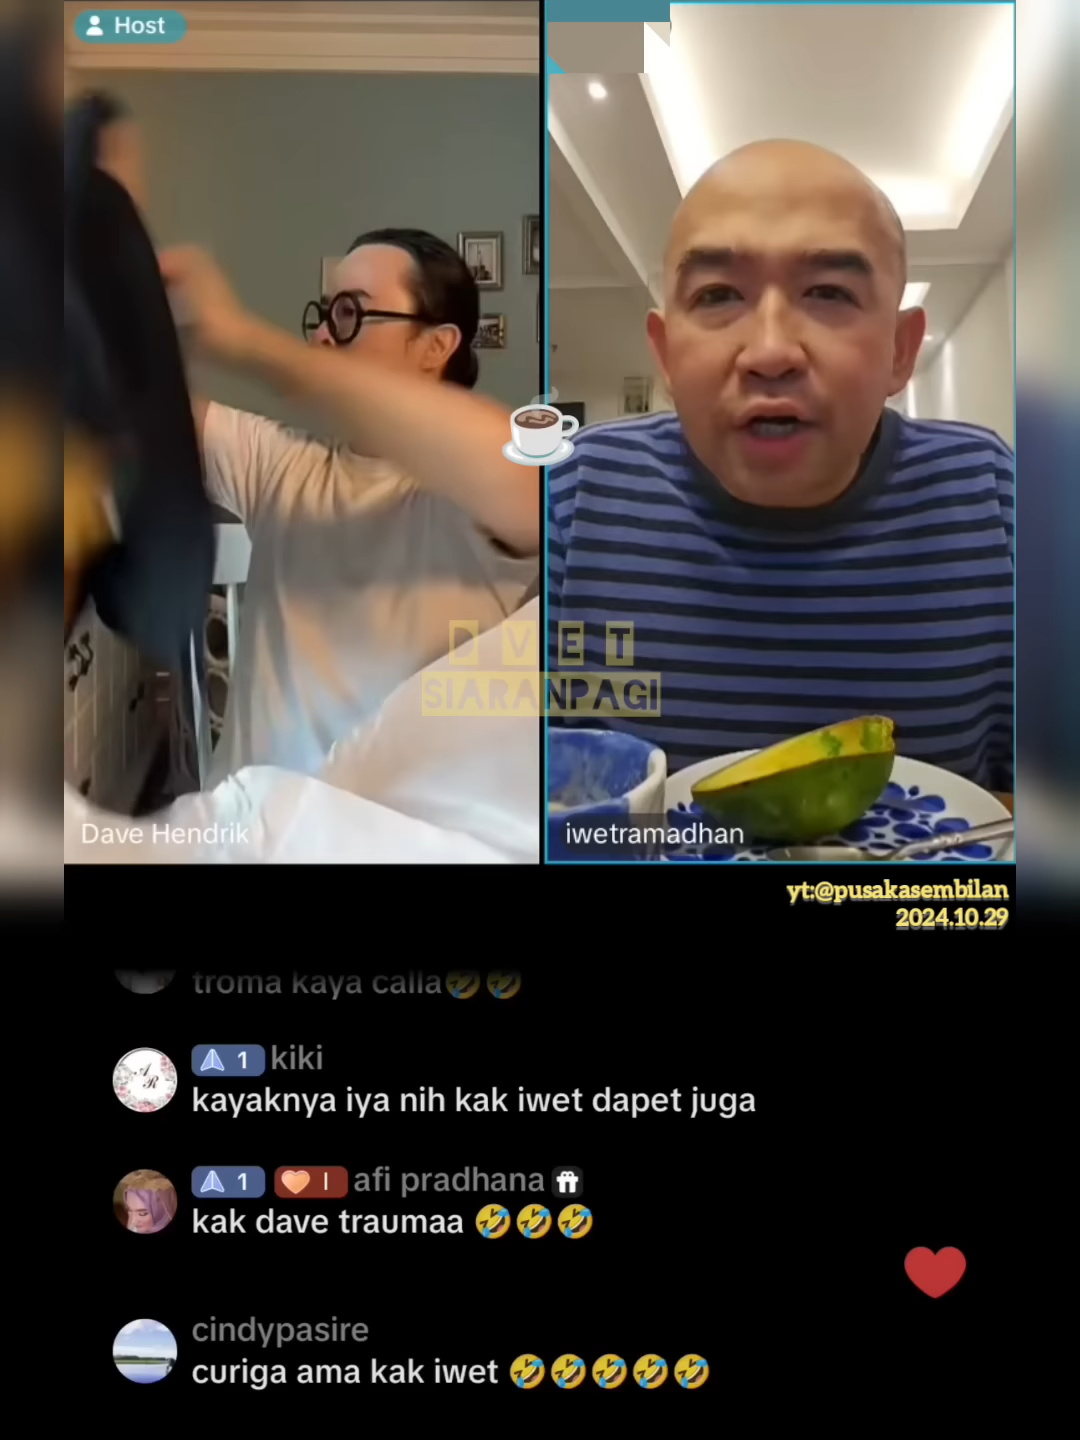 Host
Dave Hendrik
iwetramadhan
DVET
SIARANPAGI
yt:@pusakasembilan
2024.10.29
troma kaya calla🤣🤣
1 kiki
kayaknya iya nih kak iwet dapet juga
1 I afi pradhana
kak dave traumaa 🤣🤣🤣
cindypasire
curiga ama kak iwet 🤣🤣🤣🤣🤣